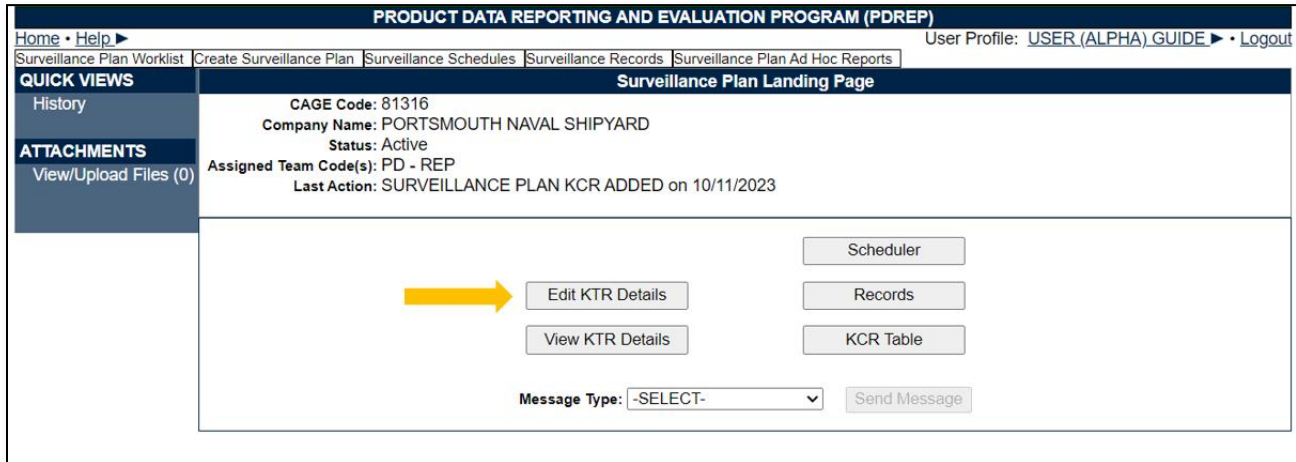 PRODUCT DATA REPORTING AND EVALUATION PROGRAM (PDREP)
Home • Help ▶ User Profile: USER (ALPHA) GUIDE ▶ • Logout
Surveillance Plan Worklist Create Surveillance Plan Surveillance Schedules Surveillance Records Surveillance Plan Ad Hoc Reports
QUICK VIEWS
History
ATTACHMENTS
View/Upload Files (0)
Surveillance Plan Landing Page
CAGE Code: 81316
Company Name: PORTSMOUTH NAVAL SHIPYARD
Status: Active
Assigned Team Code(s): PD - REP
Last Action: SURVEILLANCE PLAN KCR ADDED on 10/11/2023
Scheduler
Edit KTR Details Records
View KTR Details KCR Table
Message Type: -SELECT- Send Message